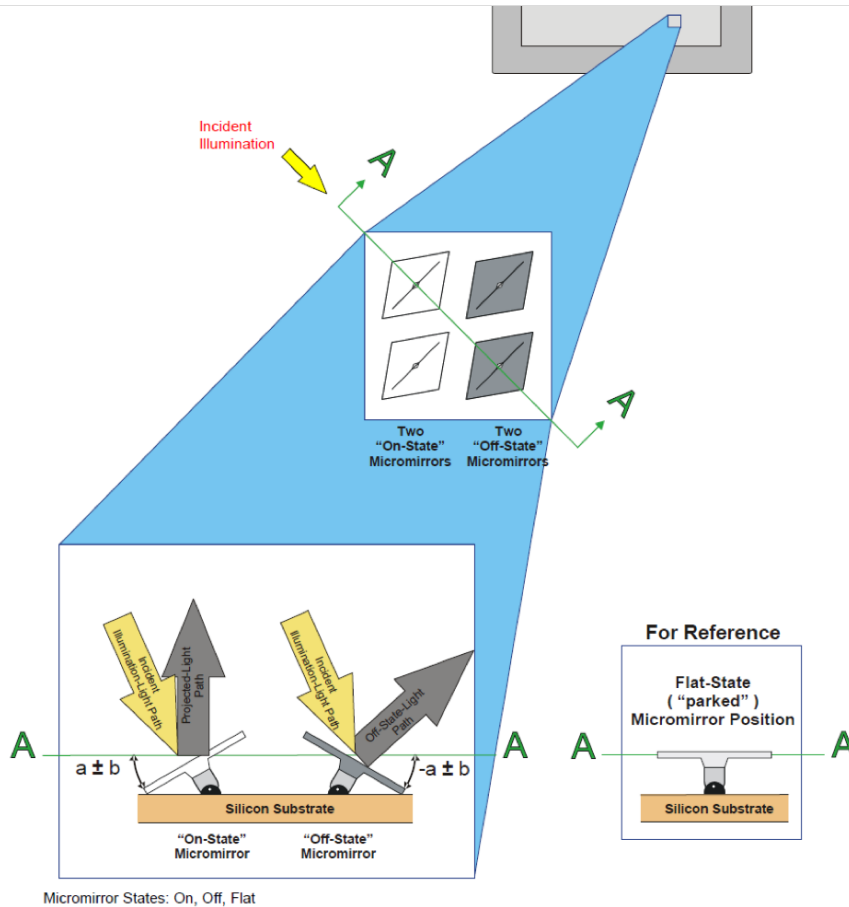 Incident
Illumination
A
A
Two
“On-State”
Micromirrors
Two
“Off-State”
Micromirrors
Incident
Illumination-Light Path
Projected-Light
Path
Incident
Illumination-Light Path
Off-State-Light
Path
A
A
a ± b
-a ± b
Silicon Substrate
“On-State”
Micromirror
“Off-State”
Micromirror
For Reference
Flat-State
( “parked” )
Micromirror Position
A
A
Silicon Substrate
Micromirror States: On, Off, Flat